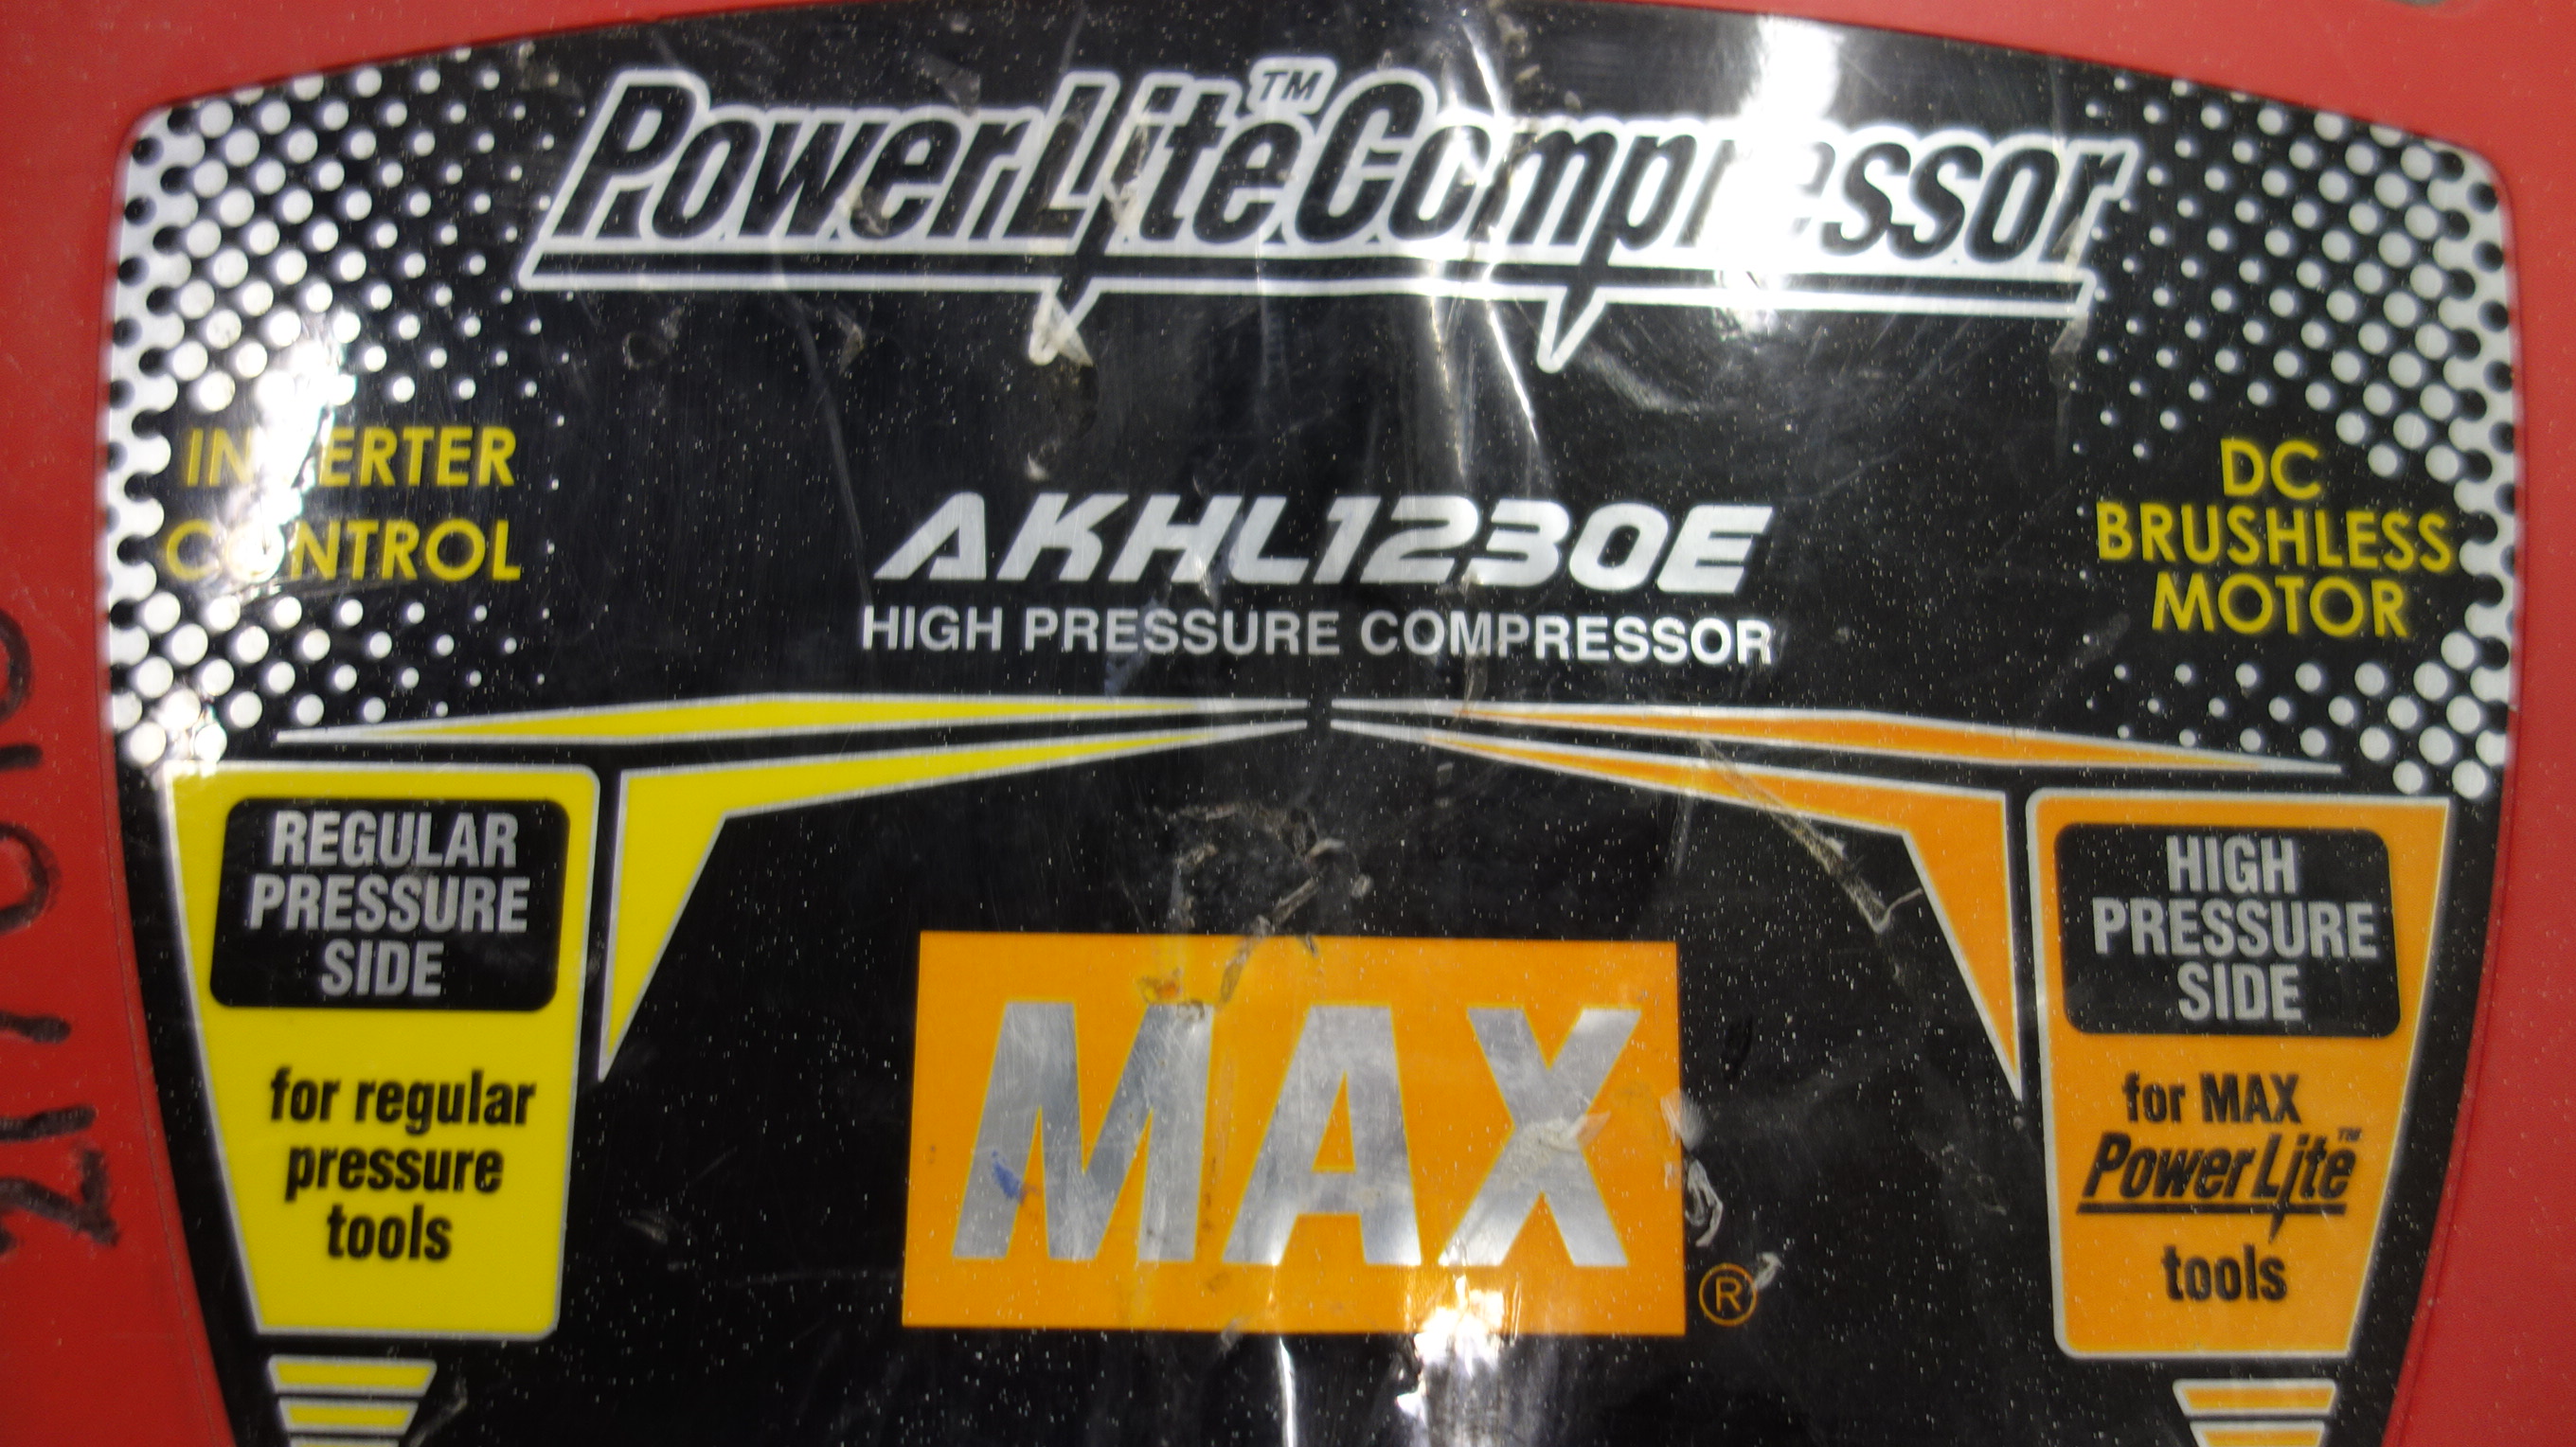 PowerLite™Compressor
INVERTER
CONTROL
DC
BRUSHLESS
MOTOR
AKHL1230E
HIGH PRESSURE COMPRESSOR
REGULAR
PRESSURE
SIDE
for regular
pressure
tools
HIGH
PRESSURE
SIDE
for MAX
PowerLite™
tools
MAX®